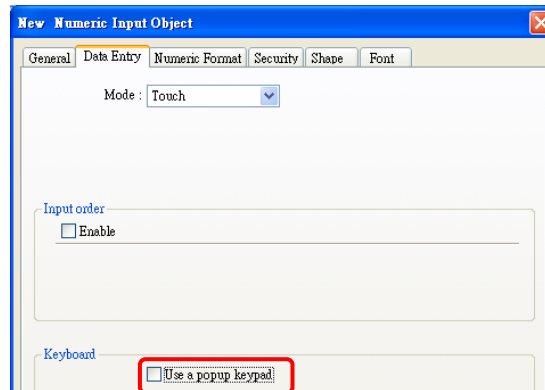 New Numeric Input Object
General Data Entry Numeric Format Security Shape Font
Mode : Touch
Input order
Enable
Keyboard
Use a popup keypad